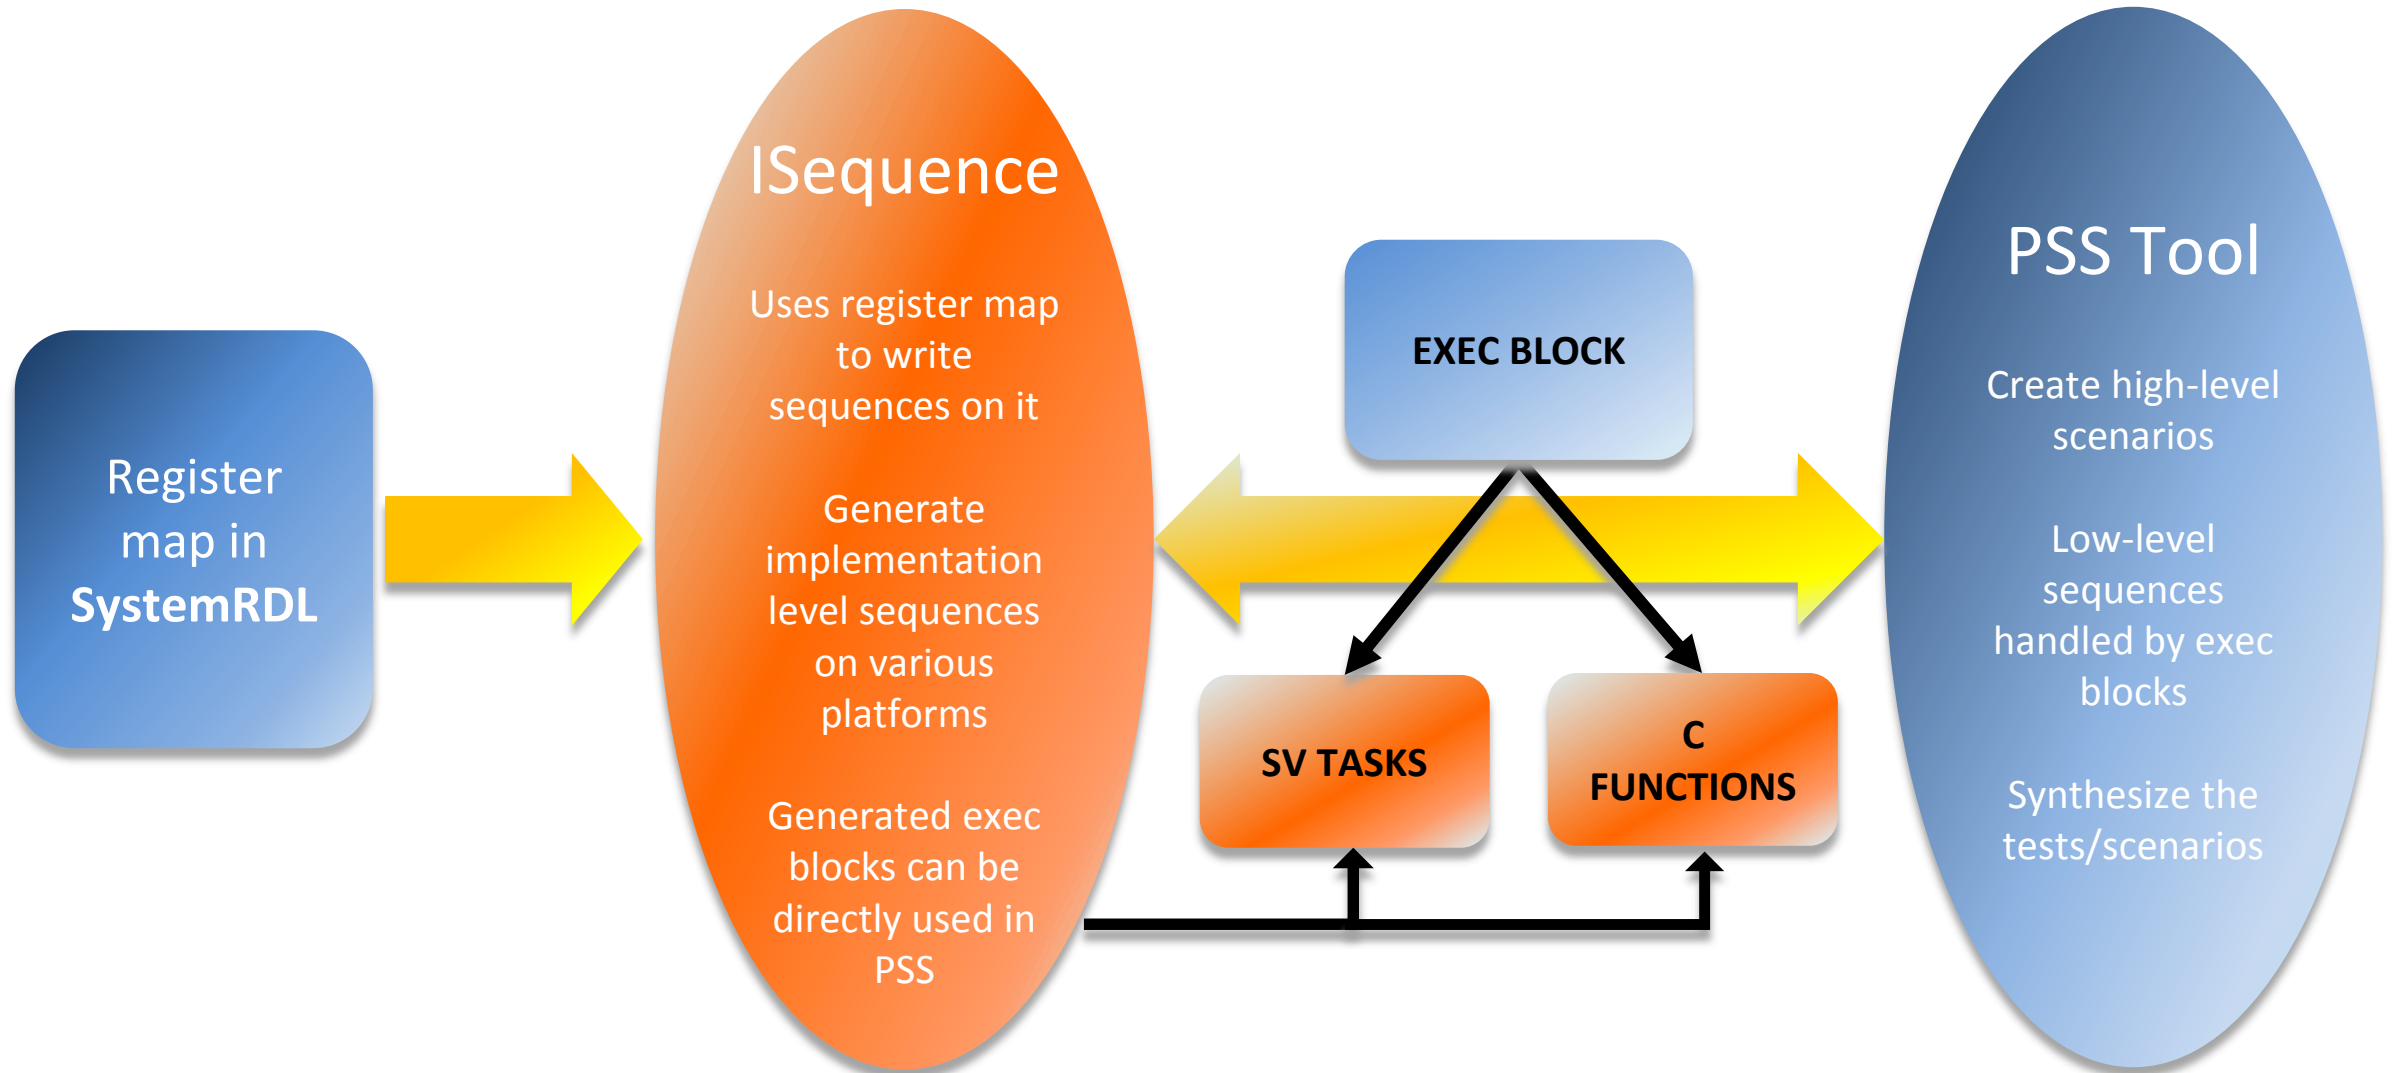 Register
map in
SystemRDL
ISequence
Uses register map
to write
sequences on it
Generate
implementation
level sequences
on various
platforms
Generated exec
blocks can be
directly used in
PSS
EXEC BLOCK
SV TASKS
C
FUNCTIONS
PSS Tool
Create high-level
scenarios
Low-level
sequences
handled by exec
blocks
Synthesize the
tests/scenarios